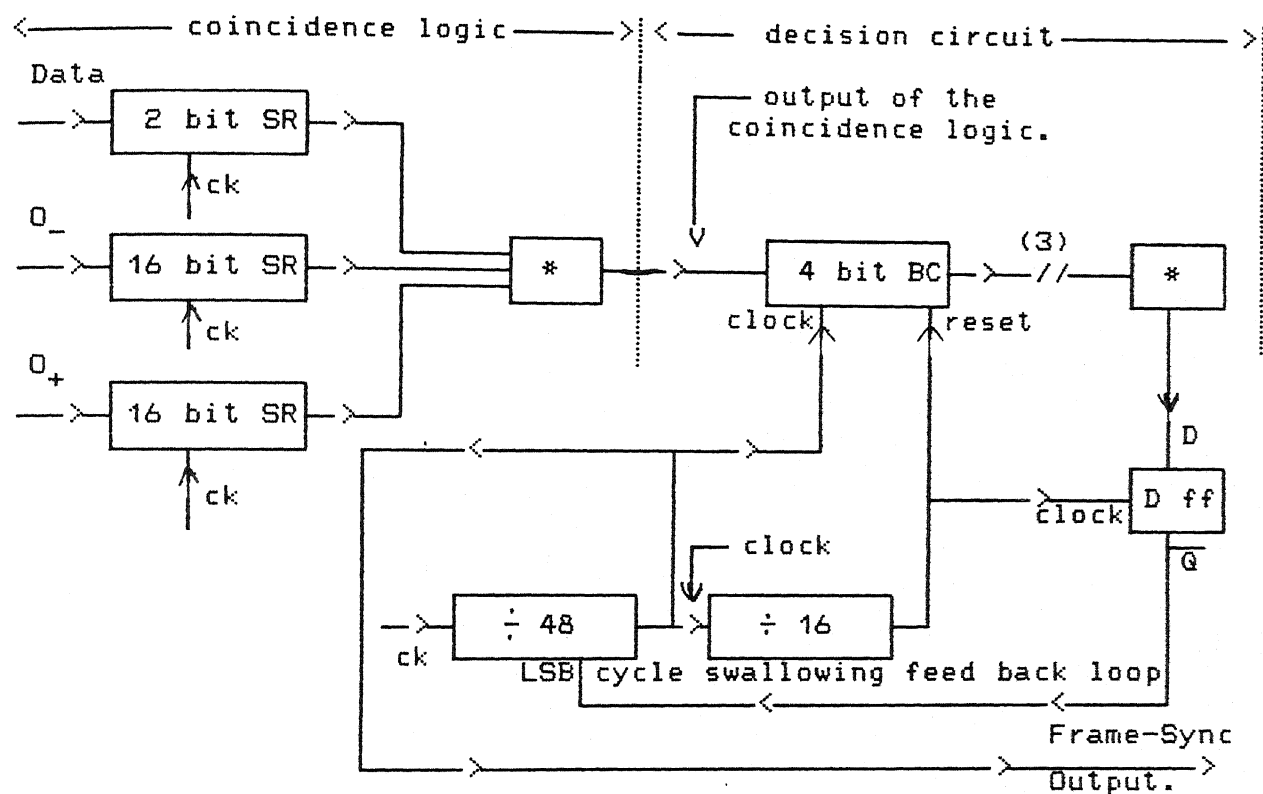 coincidence logic
decision circuit
Data
output of the
coincidence logic.
2 bit SR
ck
O_
16 bit SR
*
(3)
4 bit BC
*
ck
clock
reset
O+
16 bit SR
D
ck
D ff
clock
clock
Q̅
÷ 48
÷ 16
ck
LSB cycle swallowing feed back loop
Frame-Sync
Output.